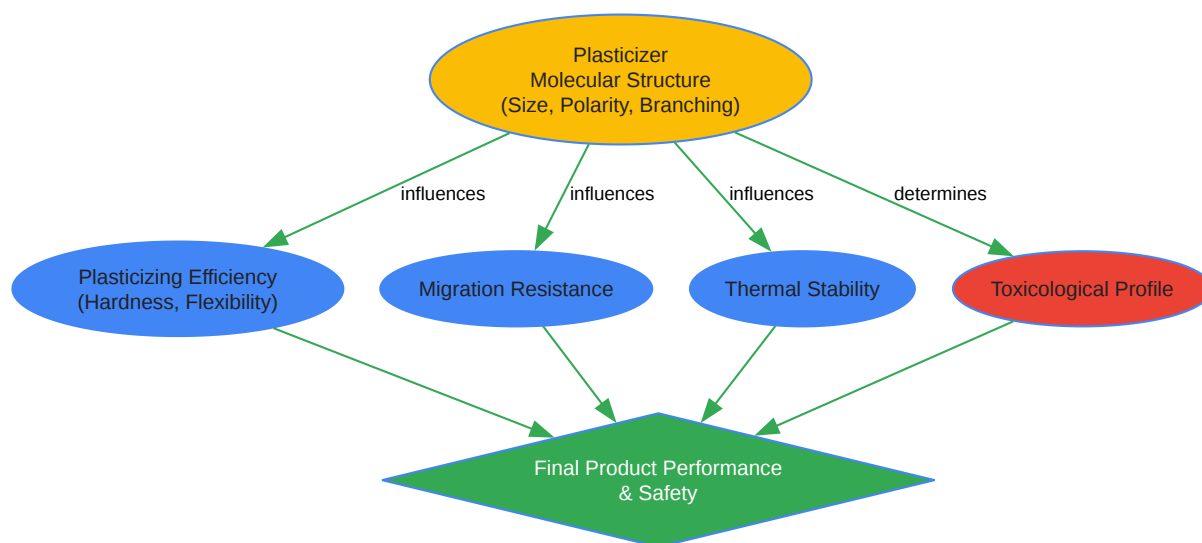 Plasticizer
Molecular Structure
(Size, Polarity, Branching)
influences
influences
influences
determines
Plasticizing Efficiency
(Hardness, Flexibility)
Migration Resistance
Thermal Stability
Toxicological Profile
Final Product Performance
& Safety